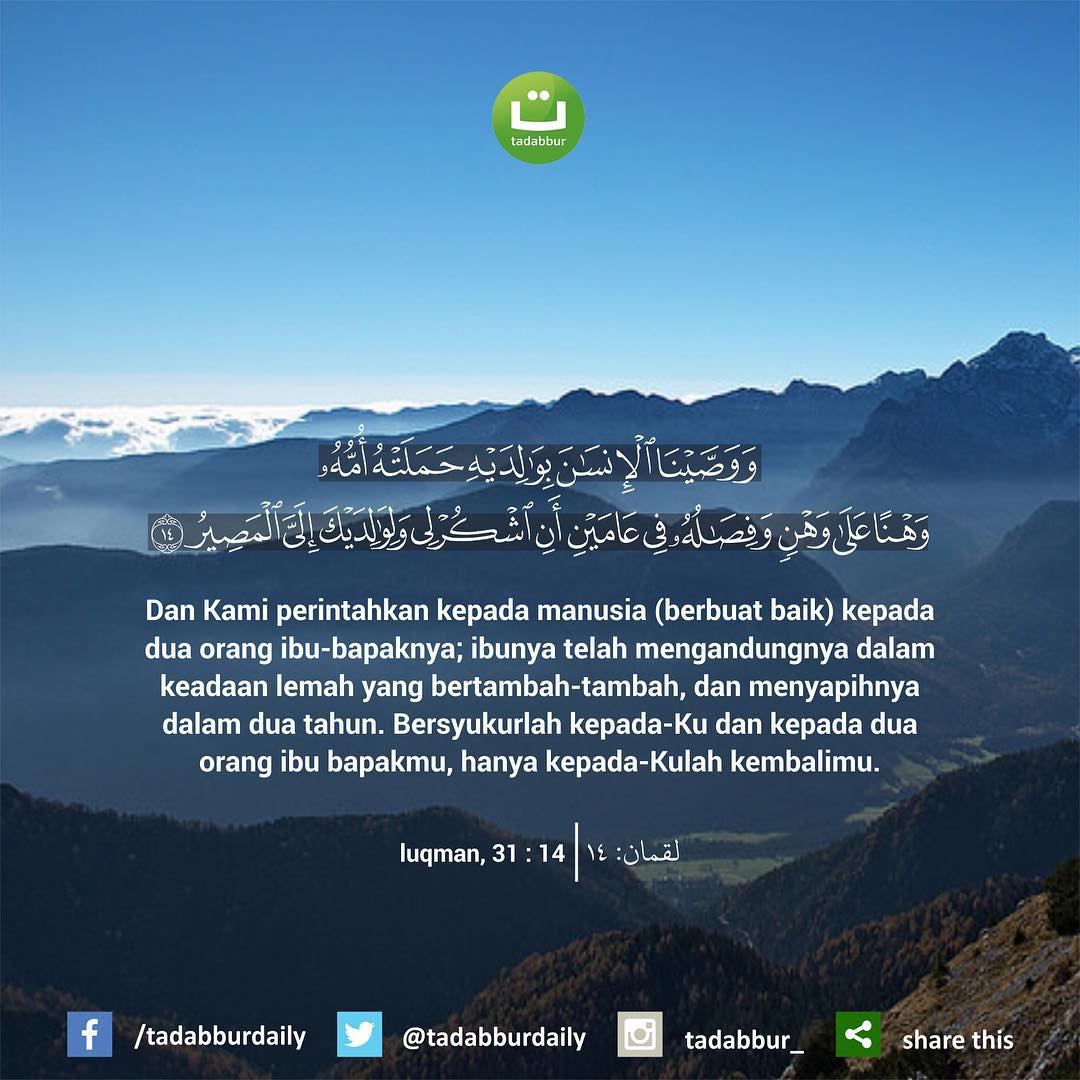 ت
tadabbur
وَوَصَّيْنَا ٱلْإِنسَٰنَ بِوَٰلِدَيْهِ حَمَلَتْهُ أُمُّهُۥ
وَهْنًا عَلَىٰ وَهْنٍ وَفِصَٰلُهُۥ فِى عَامَيْنِ أَنِ ٱشْكُرْ لِى وَلِوَٰلِدَيْكَ إِلَىَّ ٱلْمَصِيرُ ١٤
Dan Kami perintahkan kepada manusia (berbuat baik) kepada
dua orang ibu-bapaknya; ibunya telah mengandungnya dalam
keadaan lemah yang bertambah-tambah, dan menyapihnya
dalam dua tahun. Bersyukurlah kepada-Ku dan kepada dua
orang ibu bapakmu, hanya kepada-Kulah kembalimu.
luqman, 31 : 14 | لقمان: ١٤
f /tadabburdaily @tadabburdaily tadabbur_ share this